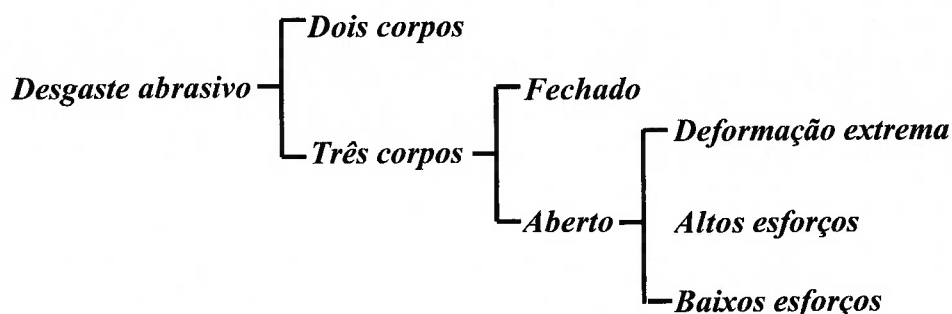 Dois corpos
Desgaste abrasivo
Fechado
Três corpos
Deformação extrema
Aberto
Altos esforços
Baixos esforços